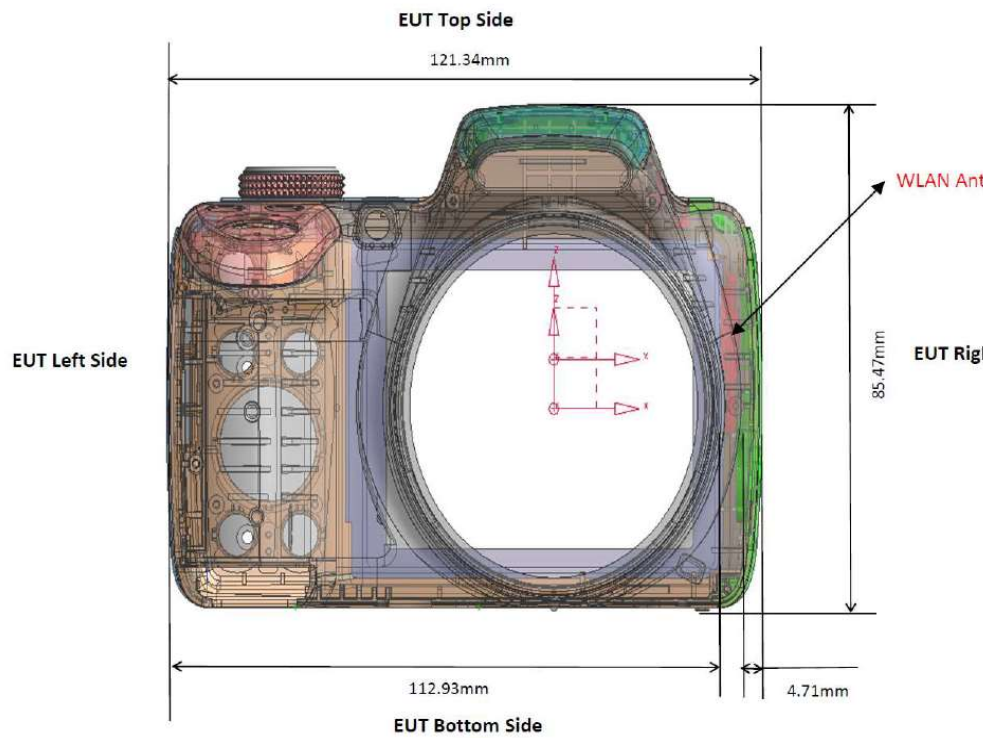 EUT Top Side
121.34mm
WLAN Ant
EUT Left Side
85.47mm
EUT Righ
Z
Z
Y
X
112.93mm
4.71mm
EUT Bottom Side